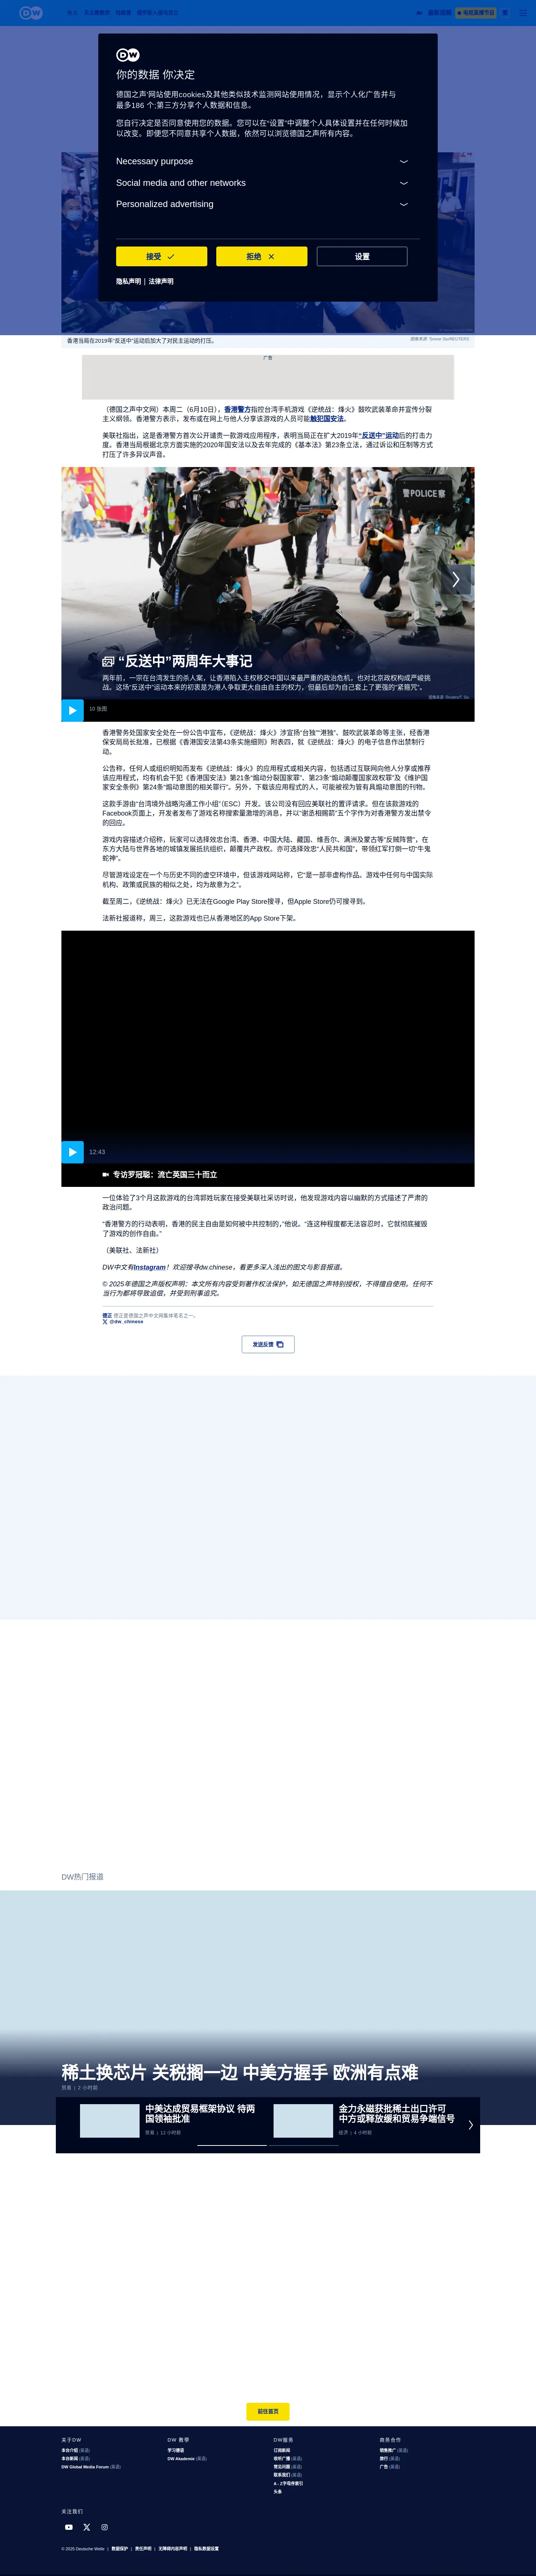 DW
最新视频
电视直播节目
DW
你的数据 你决定
德国之声'网站使用cookies及其他类似技术监测网站使用情况，显示个人化广告并与
最多186 个;第三方分享个人数据和信息。
您自行决定是否同意使用您的数据。您可以在“设置”中调整个人具体设置并在任何时候加
以改变。即便您不同意共享个人数据，依然可以浏览德国之声所有内容。
Necessary purpose
Social media and other networks
Personalized advertising
接受
拒绝
设置
隐私声明 | 法律声明
香港当局在2019年“反送中”运动后加大了对民主运动的打压。
图像来源 Tyrone Siu/REUTERS
广告
（德国之声中文网）本周二（6月10日），香港警方指控台湾手机游戏《逆统战：烽火》鼓吹武装革命并宣传分裂
主义纲领。香港警方表示，发布或在网上与他人分享该游戏的人员可能触犯国安法。
美联社指出，这是香港警方首次公开谴责一款游戏应用程序，表明当局正在扩大2019年“反送中”运动后的打击力
度。香港当局根据北京方面实施的2020年国安法以及去年完成的《基本法》第23条立法，通过诉讼和压制等方式
打压了许多异议声音。
警 POLICE 察
“反送中”两周年大事记
两年前，一宗在台湾发生的杀人案，让香港陷入主权移交中国以来最严重的政治危机，也对北京政权构成严峻挑
战。这场“反送中”运动本来的初衷是为港人争取更大自由自主的权力，但最后却为自己套上了更强的“紧箍咒”。
图像来源 Reuters/T. Siu
10 张图
香港警务处国家安全处在一份公告中宣布，《逆统战：烽火》涉宣扬“台独”“港独”、鼓吹武装革命等主张，经香港
保安局局长批准，已根据《香港国安法第43条实施细则》附表四，就《逆统战：烽火》的电子信息作出禁制行
动。
公告称，任何人或组织明知而发布《逆统战：烽火》的应用程式或相关内容，包括透过互联网向他人分享或推荐
该应用程式，均有机会干犯《香港国安法》第21条“煽动分裂国家罪”、第23条“煽动颠覆国家政权罪”及《维护国
家安全条例》第24条“煽动意图的相关罪行”。另外，下载该应用程式的人，可能被视为管有具煽动意图的刊物。
这款手游由“台湾境外战略沟通工作小组”（ESC）开发。该公司没有回应美联社的置评请求。但在该款游戏的
Facebook页面上，开发者发布了游戏名称搜索量激增的消息，并以“谢丞相赐箭”五个字作为对香港警方发出禁令
的回应。
游戏内容描述介绍称，玩家可以选择效忠台湾、香港、中国大陆、藏国、维吾尔、满洲及蒙古等“反贼阵营”，在
东方大陆与世界各地的城镇发展抵抗组织，颠覆共产政权。亦可选择效忠“人民共和国”，带领红军打倒一切“牛鬼
蛇神”。
尽管游戏设定在一个与历史不同的虚空环境中，但该游戏网站称，它“是一部非虚构作品。游戏中任何与中国实际
机构、政策或民族的相似之处，均为故意为之”。
截至周二，《逆统战：烽火》已无法在Google Play Store搜寻，但Apple Store仍可搜寻到。
法新社报道称，周三，这款游戏也已从香港地区的App Store下架。
12:43
专访罗冠聪：流亡英国三十而立
一位体验了3个月这款游戏的台湾郭姓玩家在接受美联社采访时说，他发现游戏内容以幽默的方式描述了严肃的
政治问题。
“香港警方的行动表明，香港的民主自由是如何被中共控制的，”他说。“连这种程度都无法容忍时，它就彻底摧毁
了游戏的创作自由。”
（美联社、法新社）
DW中文有Instagram！欢迎搜寻dw.chinese，看更多深入浅出的图文与影音报道。
© 2025年德国之声版权声明：本文所有内容受到著作权法保护，如无德国之声特别授权，不得擅自使用。任何不
当行为都将导致追偿，并受到刑事追究。
德正 德正是德国之声中文网集体笔名之一。
@dw_chinese
发送反馈
DW热门报道
稀土换芯片 关税搁一边 中美方握手 欧洲有点难
贸易 | 2 小时前
中美达成贸易框架协议 待两
国领袖批准
贸易 | 12 小时前
金力永磁获批稀土出口许可
中方或释放缓和贸易争端信号
经济 | 4 小时前
前往首页
关于DW
本台介绍 (英语)
本台新闻 (英语)
DW Global Media Forum (英语)
DW 教学
学习德语
DW Akademie (英语)
DW服务
订阅新闻
收听广播 (英语)
常见问题 (英语)
联系我们 (英语)
A - Z字母序索引
头条
商务合作
销售推广 (英语)
旅行 (英语)
广告 (英语)
关注我们
© 2025 Deutsche Welle | 数据保护 | 责任声明 | 无障碍内容声明 | 隐私数据设置